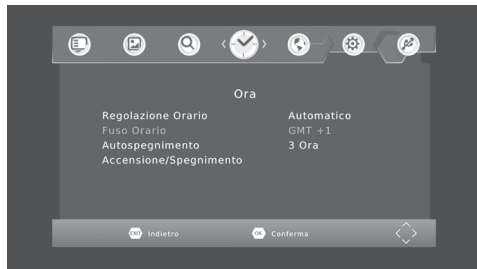 Ora
Regolazione Orario Automatico
Fuso Orario GMT +1
Autospegnimento 3 Ora
Accensione/Spegnimento
EXIT Indietro OK Conferma